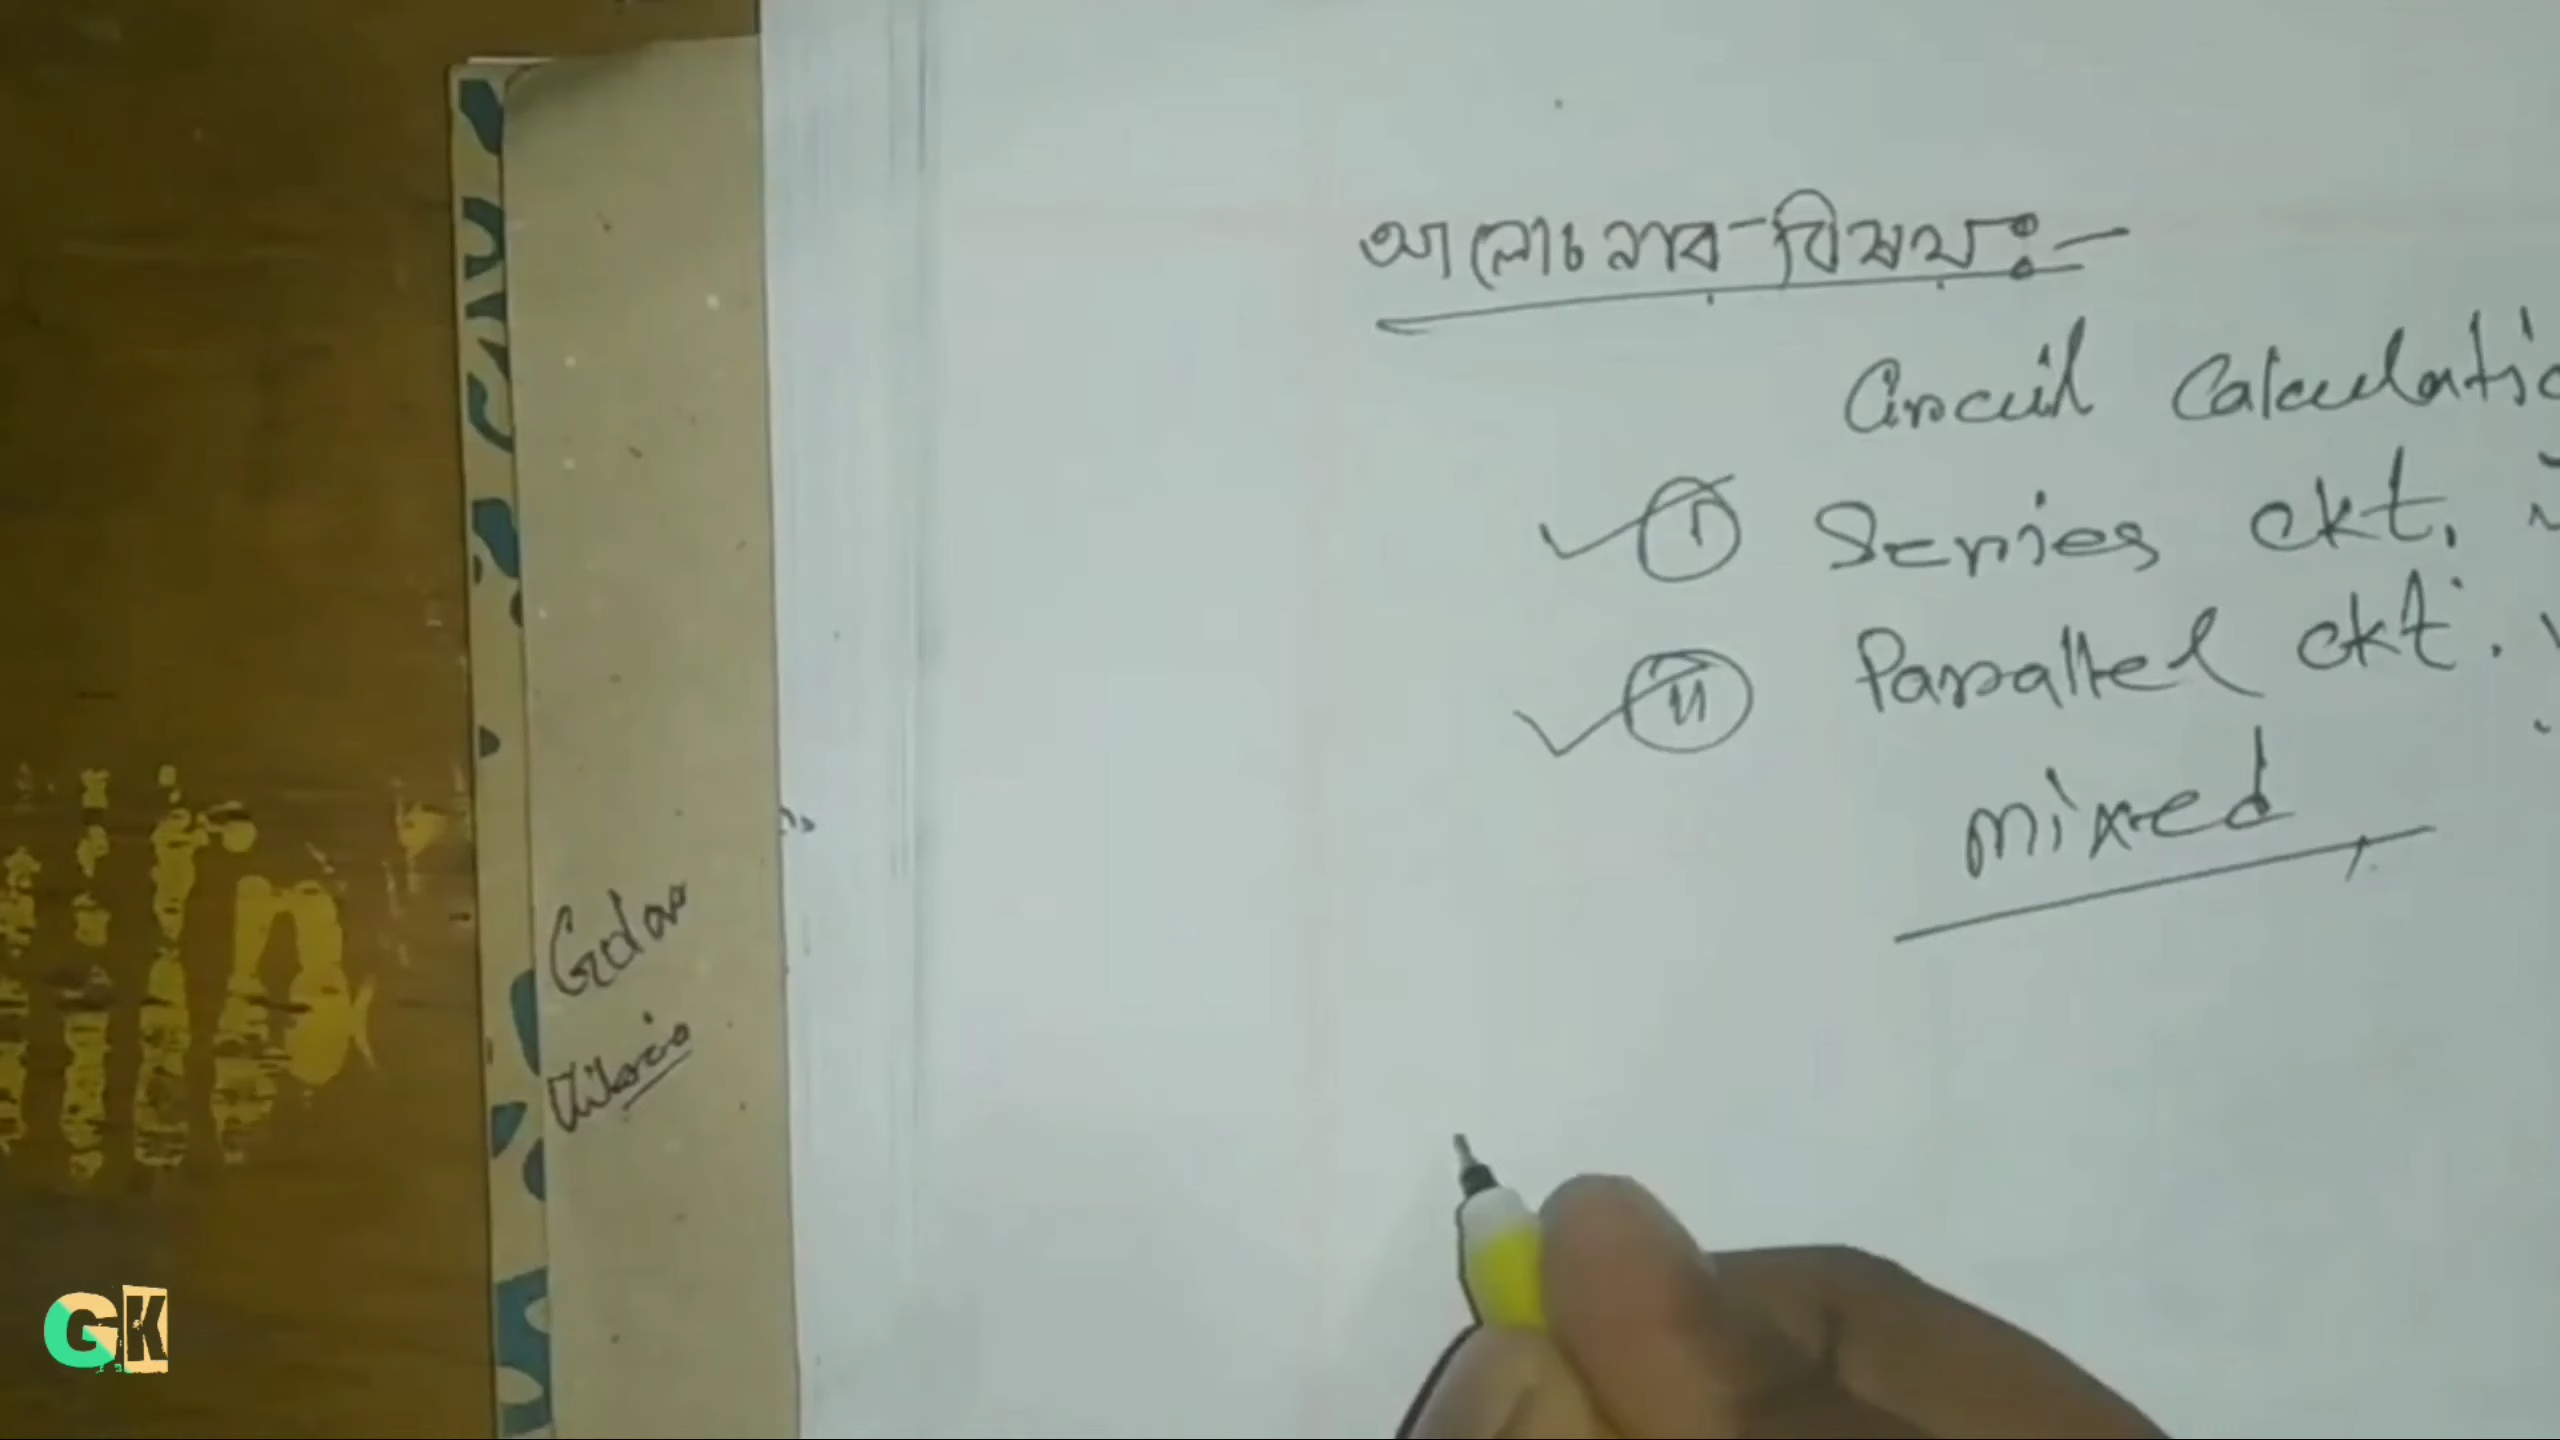 আলোচনার বিষয়ঃ-
Circuit Calculatio
I Series ckt.
II Parallel ckt.
mixed
GK